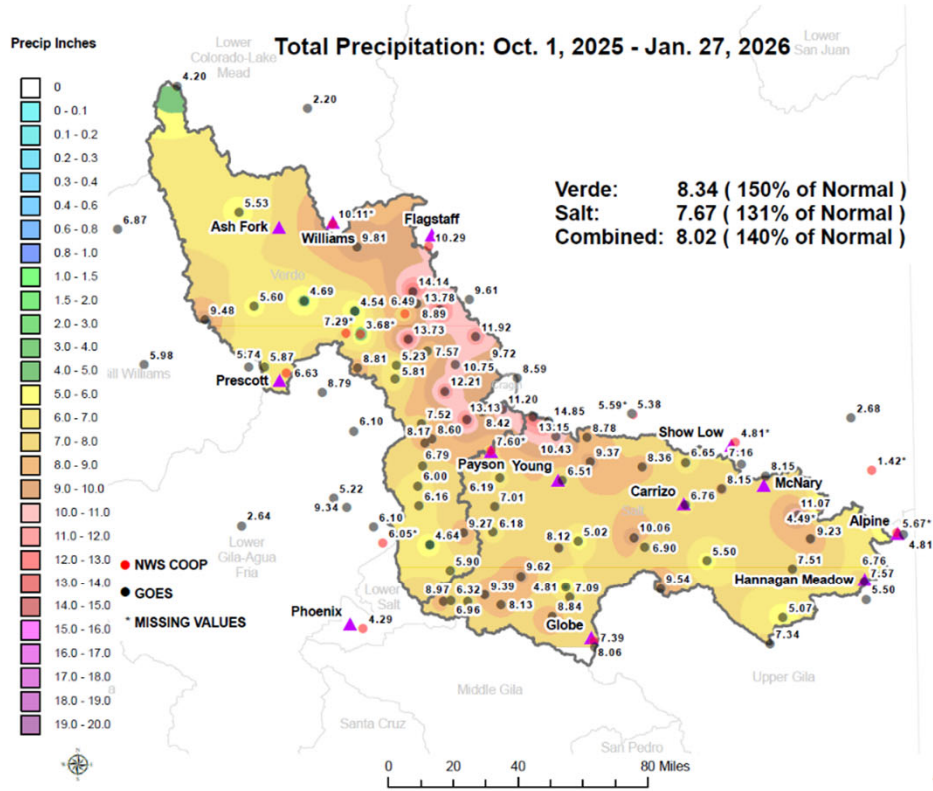 Precip Inches
Total Precipitation: Oct. 1, 2025 - Jan. 27, 2026
Lower
Colorado-Lake
Mead
Lower
San Juan
0
0 - 0.1
0.1 - 0.2
0.2 - 0.3
0.3 - 0.4
0.4 - 0.6
0.6 - 0.8
0.8 - 1.0
1.0 - 1.5
1.5 - 2.0
2.0 - 3.0
3.0 - 4.0
4.0 - 5.0
5.0 - 6.0
6.0 - 7.0
7.0 - 8.0
8.0 - 9.0
9.0 - 10.0
10.0 - 11.0
11.0 - 12.0
12.0 - 13.0
13.0 - 14.0
14.0 - 15.0
15.0 - 16.0
16.0 - 17.0
17.0 - 18.0
18.0 - 19.0
19.0 - 20.0
Verde: 8.34 ( 150% of Normal )
Salt: 7.67 ( 131% of Normal )
Combined: 8.02 ( 140% of Normal )
4.20
2.20
6.87
5.53
10.11*
Flagstaff
Ash Fork
Williams
10.29
9.81
Verde
14.14
4.69
5.60
4.54
6.49
13.78
9.61
9.48
8.89
7.29*
3.68*
13.73
11.92
5.98
5.74
5.87
8.81
5.23
7.57
9.72
ill Williams
Prescott
6.63
5.81
10.75
8.59
8.79
12.21
11.20
6.10
7.52
13.13
14.85
5.59*
5.38
2.68
8.17
8.60
8.42
13.15
8.78
Show Low
4.81*
7.60*
10.43
6.79
Payson
Young
9.37
8.36
6.65
7.16
1.42*
6.00
6.51
8.15
8.15
McNary
5.22
6.19
Carrizo
6.76
9.34
6.16
7.01
11.07
2.64
6.10
9.27
6.18
10.06
4.49*
Alpine
5.67*
Lower
Gila-Agua
Fria
6.05*
4.64
8.12
5.02
6.90
9.23
4.81
NWS COOP
5.90
9.62
5.50
7.51
6.76
GOES
Lower
Salt
8.97
6.32
9.39
4.81
7.09
9.54
Hannagan Meadow
7.57
* MISSING VALUES
6.96
8.13
8.84
5.50
Phoenix
4.29
Globe
5.07
7.39
7.34
8.06
Middle Gila
Upper Gila
Santa Cruz
San Pedro
0 20 40 80 Miles